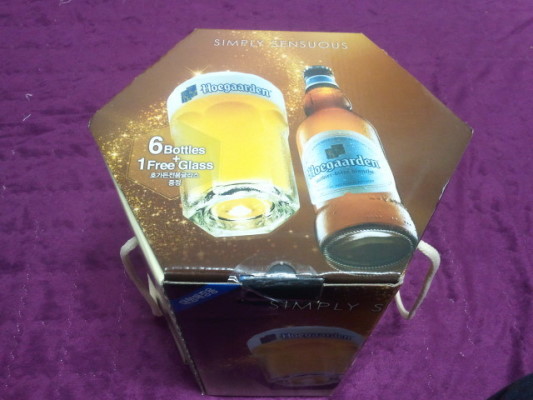 SIMPLY SENSUOUS
Hoegaarden
6 Bottles
+
1 Free Glass
호가든전용글라스
증정
Hoegaarden
SIMPLY S
Hoegaarden